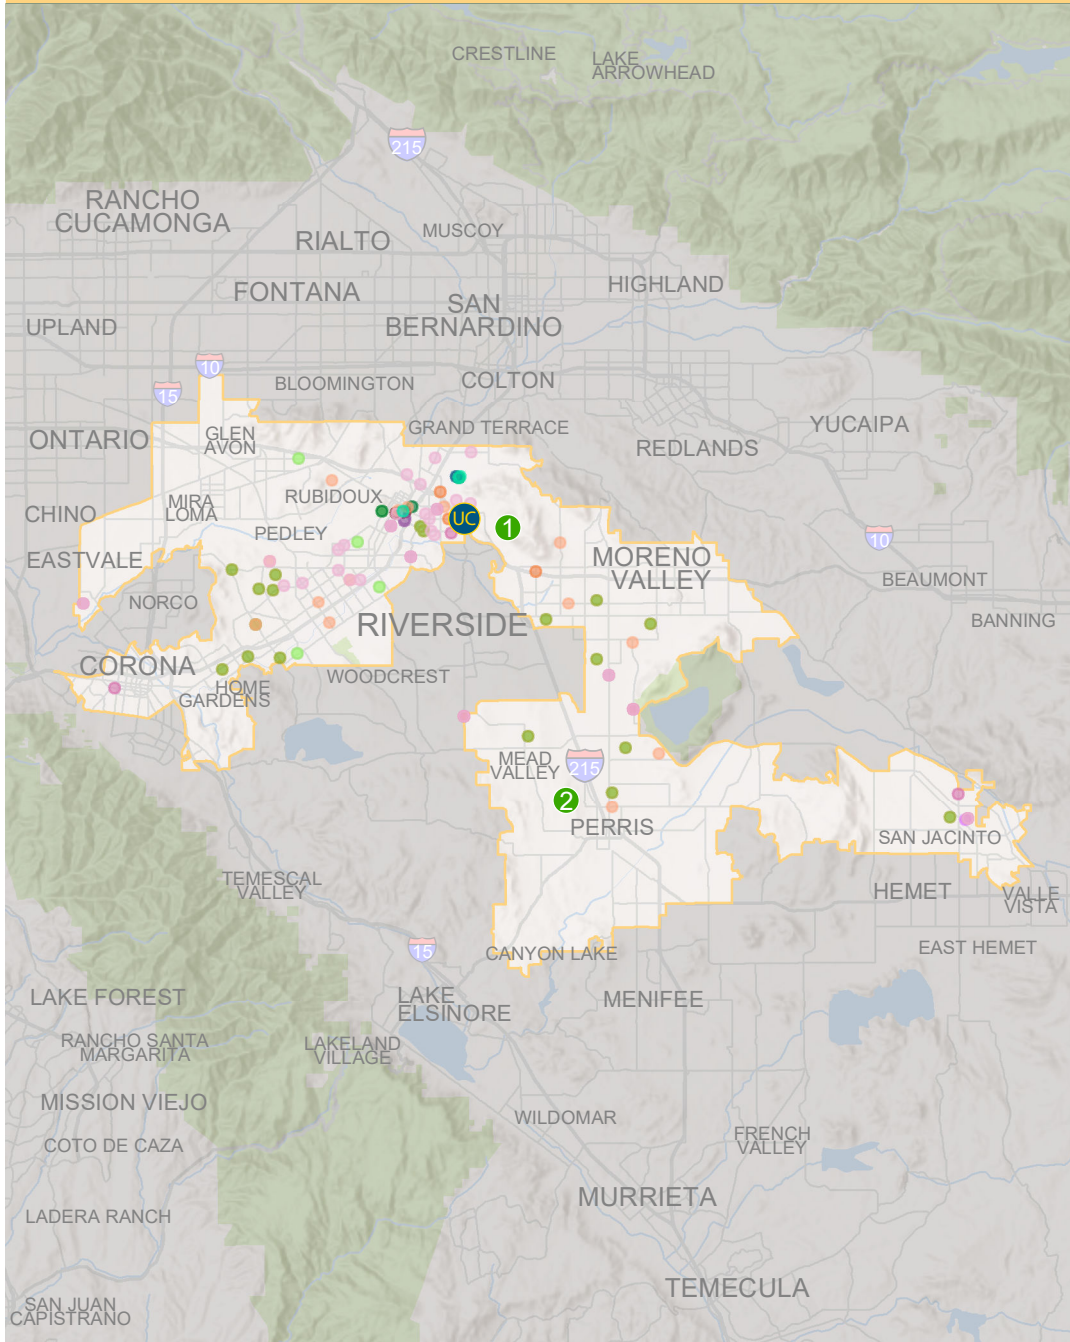 CRESTLINE
LAKE
ARROWHEAD
215
RANCHO
CUCAMONGA
MUSCOY
RIALTO
HIGHLAND
FONTANA
SAN
BERNARDINO
UPLAND
10
15
BLOOMINGTON
COLTON
YUCAIPA
GRAND TERRACE
ONTARIO
GLEN
AVON
REDLANDS
RUBIDOUX
MIRA
LOMA
CHINO
UC
1
PEDLEY
10
EASTVALE
MORENO
VALLEY
BEAUMONT
NORCO
BANNING
RIVERSIDE
CORONA
WOODCREST
HOME
GARDENS
MEAD
VALLEY
215
2
PERRIS
SAN JACINTO
TEMESCAL
VALLEY
HEMET
VALLE
VISTA
15
CANYON LAKE
EAST HEMET
LAKE FOREST
LAKE
ELSINORE
MENIFEE
RANCHO SANTA
MARGARITA
LAKELAND
VILLAGE
MISSION VIEJO
WILDOMAR
FRENCH
VALLEY
COTO DE CAZA
MURRIETA
LADERA RANCH
TEMECULA
SAN JUAN
CAPISTRANO